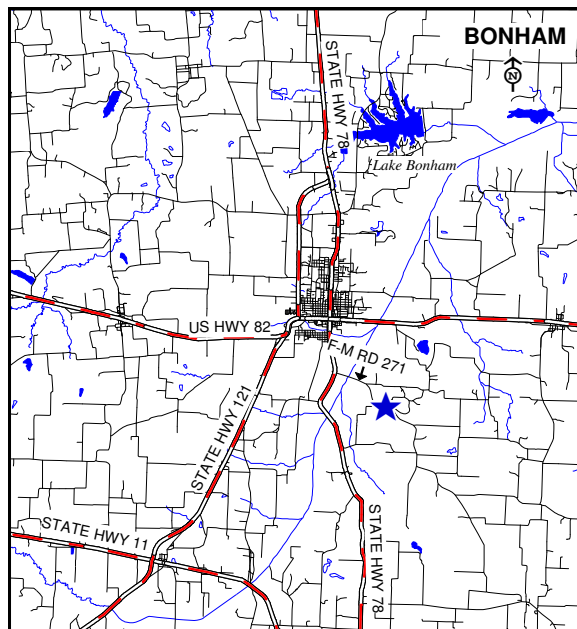 BONHAM
N
STATE HWY 78
Lake Bonham
US HWY 82
F-M RD 271
STATE HWY 121
STATE HWY 11
STATE HWY 78